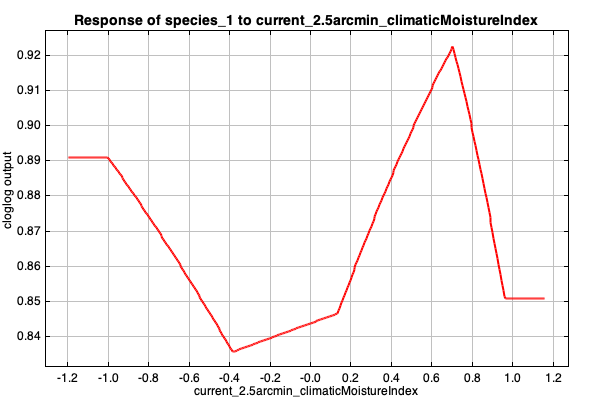 Response of species_1 to current_2.5arcmin_climaticMoistureIndex
cloglog output
0.92
0.91
0.90
0.89
0.88
0.87
0.86
0.85
0.84
-1.2 -1.0 -0.8 -0.6 -0.4 -0.2 -0.0 0.2 0.4 0.6 0.8 1.0 1.2
current_2.5arcmin_climaticMoistureIndex